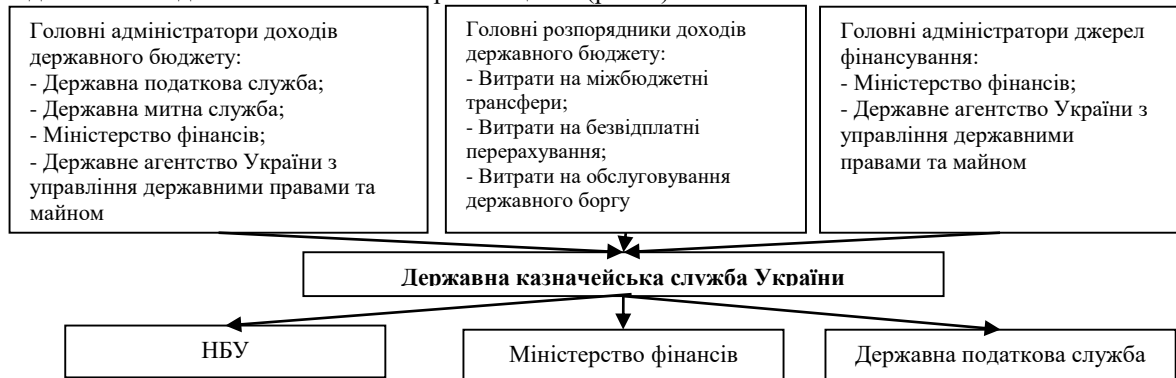 Головні адміністратори доходів
державного бюджету:
- Державна податкова служба;
- Державна митна служба;
- Міністерство фінансів;
- Державне агентство України з
управління державними правами та
майном
Головні розпорядники доходів
державного бюджету:
- Витрати на міжбюджетні
трансфери;
- Витрати на безвідплатні
перерахування;
- Витрати на обслуговування
державного боргу
Головні адміністратори джерел
фінансування:
- Міністерство фінансів;
- Державне агентство України з
управління державними
правами та майном
Державна казначейська служба України
НБУ
Міністерство фінансів
Державна податкова служба